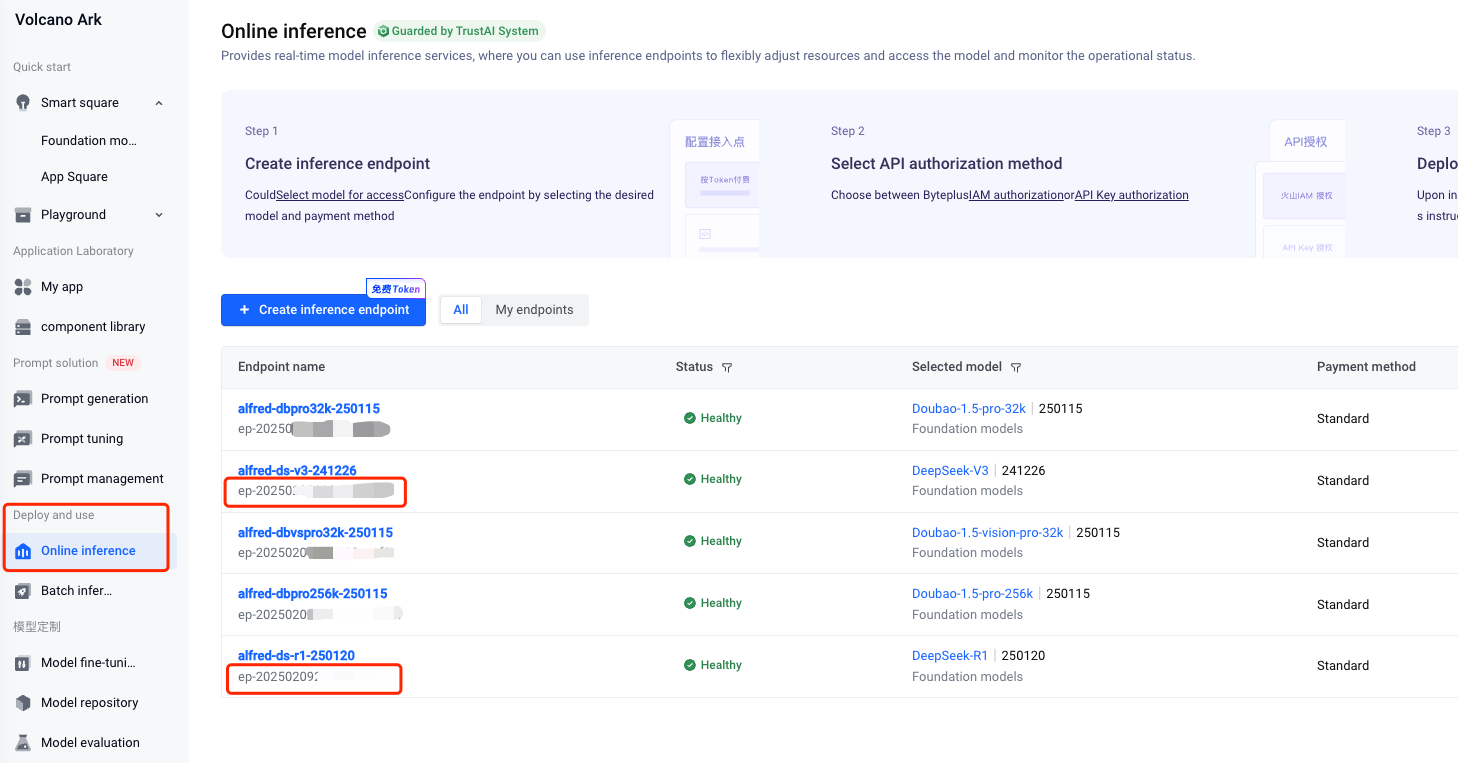 Volcano Ark
Quick start
Smart square
Foundation mo...
App Square
Playground
Application Laboratory
My app
component library
Prompt solution NEW
Prompt generation
Prompt tuning
Prompt management
Deploy and use
Online inference
Batch infer...
模型定制
Model fine-tuni...
Model repository
Model evaluation
Online inference Guarded by TrustAI System
Provides real-time model inference services, where you can use inference endpoints to flexibly adjust resources and access the model and monitor the operational status.
Step 1
Create inference endpoint
CouldSelect model for accessConfigure the endpoint by selecting the desired
model and payment method
配置接入点
按Token付费
Step 2
Select API authorization method
Choose between ByteplusIAM authorizationorAPI Key authorization
API授权
火山IAM 授权
API Key 授权
Step 3
Deplo
Upon in
s instruc
免费Token
+ Create inference endpoint
All My endpoints
Endpoint name Status Selected model Payment method
alfred-dbpro32k-250115 Healthy Doubao-1.5-pro-32k 250115 Standard
ep-20250 Foundation models
alfred-ds-v3-241226 Healthy DeepSeek-V3 241226 Standard
ep-20250 Foundation models
alfred-dbvspro32k-250115 Healthy Doubao-1.5-vision-pro-32k 250115 Standard
ep-2025020 Foundation models
alfred-dbpro256k-250115 Healthy Doubao-1.5-pro-256k 250115 Standard
ep-2025020 Foundation models
alfred-ds-r1-250120 Healthy DeepSeek-R1 250120 Standard
ep-202502092 Foundation models